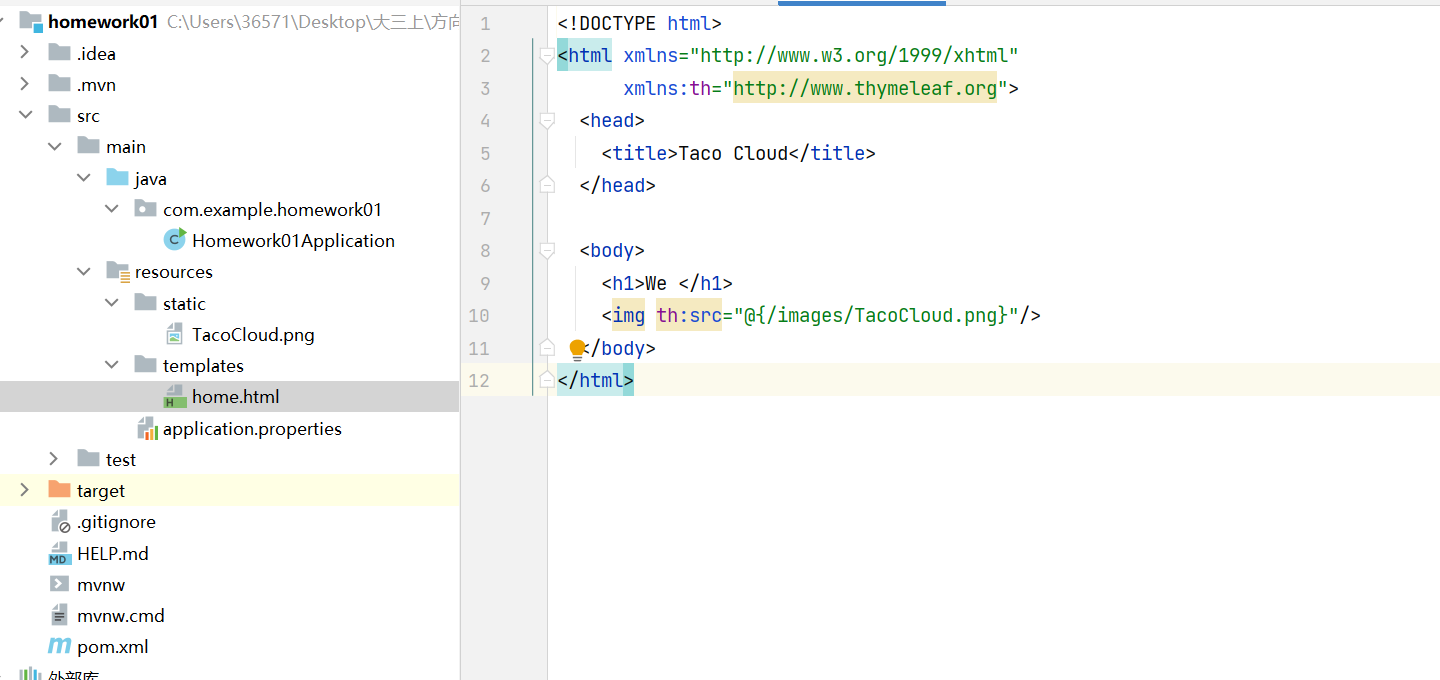 homework01 C:\Users\36571\Desktop\大三上\方向
.idea
.mvn
src
main
java
com.example.homework01
Homework01Application
resources
static
TacoCloud.png
templates
home.html
application.properties
test
target
.gitignore
HELP.md
mvnw
mvnw.cmd
pom.xml
外部库
1 <!DOCTYPE html>
2 <html xmlns="http://www.w3.org/1999/xhtml"
3 xmlns:th="http://www.thymeleaf.org">
4 <head>
5 <title>Taco Cloud</title>
6 </head>
7
8 <body>
9 <h1>We </h1>
10 <img th:src="@{/images/TacoCloud.png}"/>
11 </body>
12 </html>